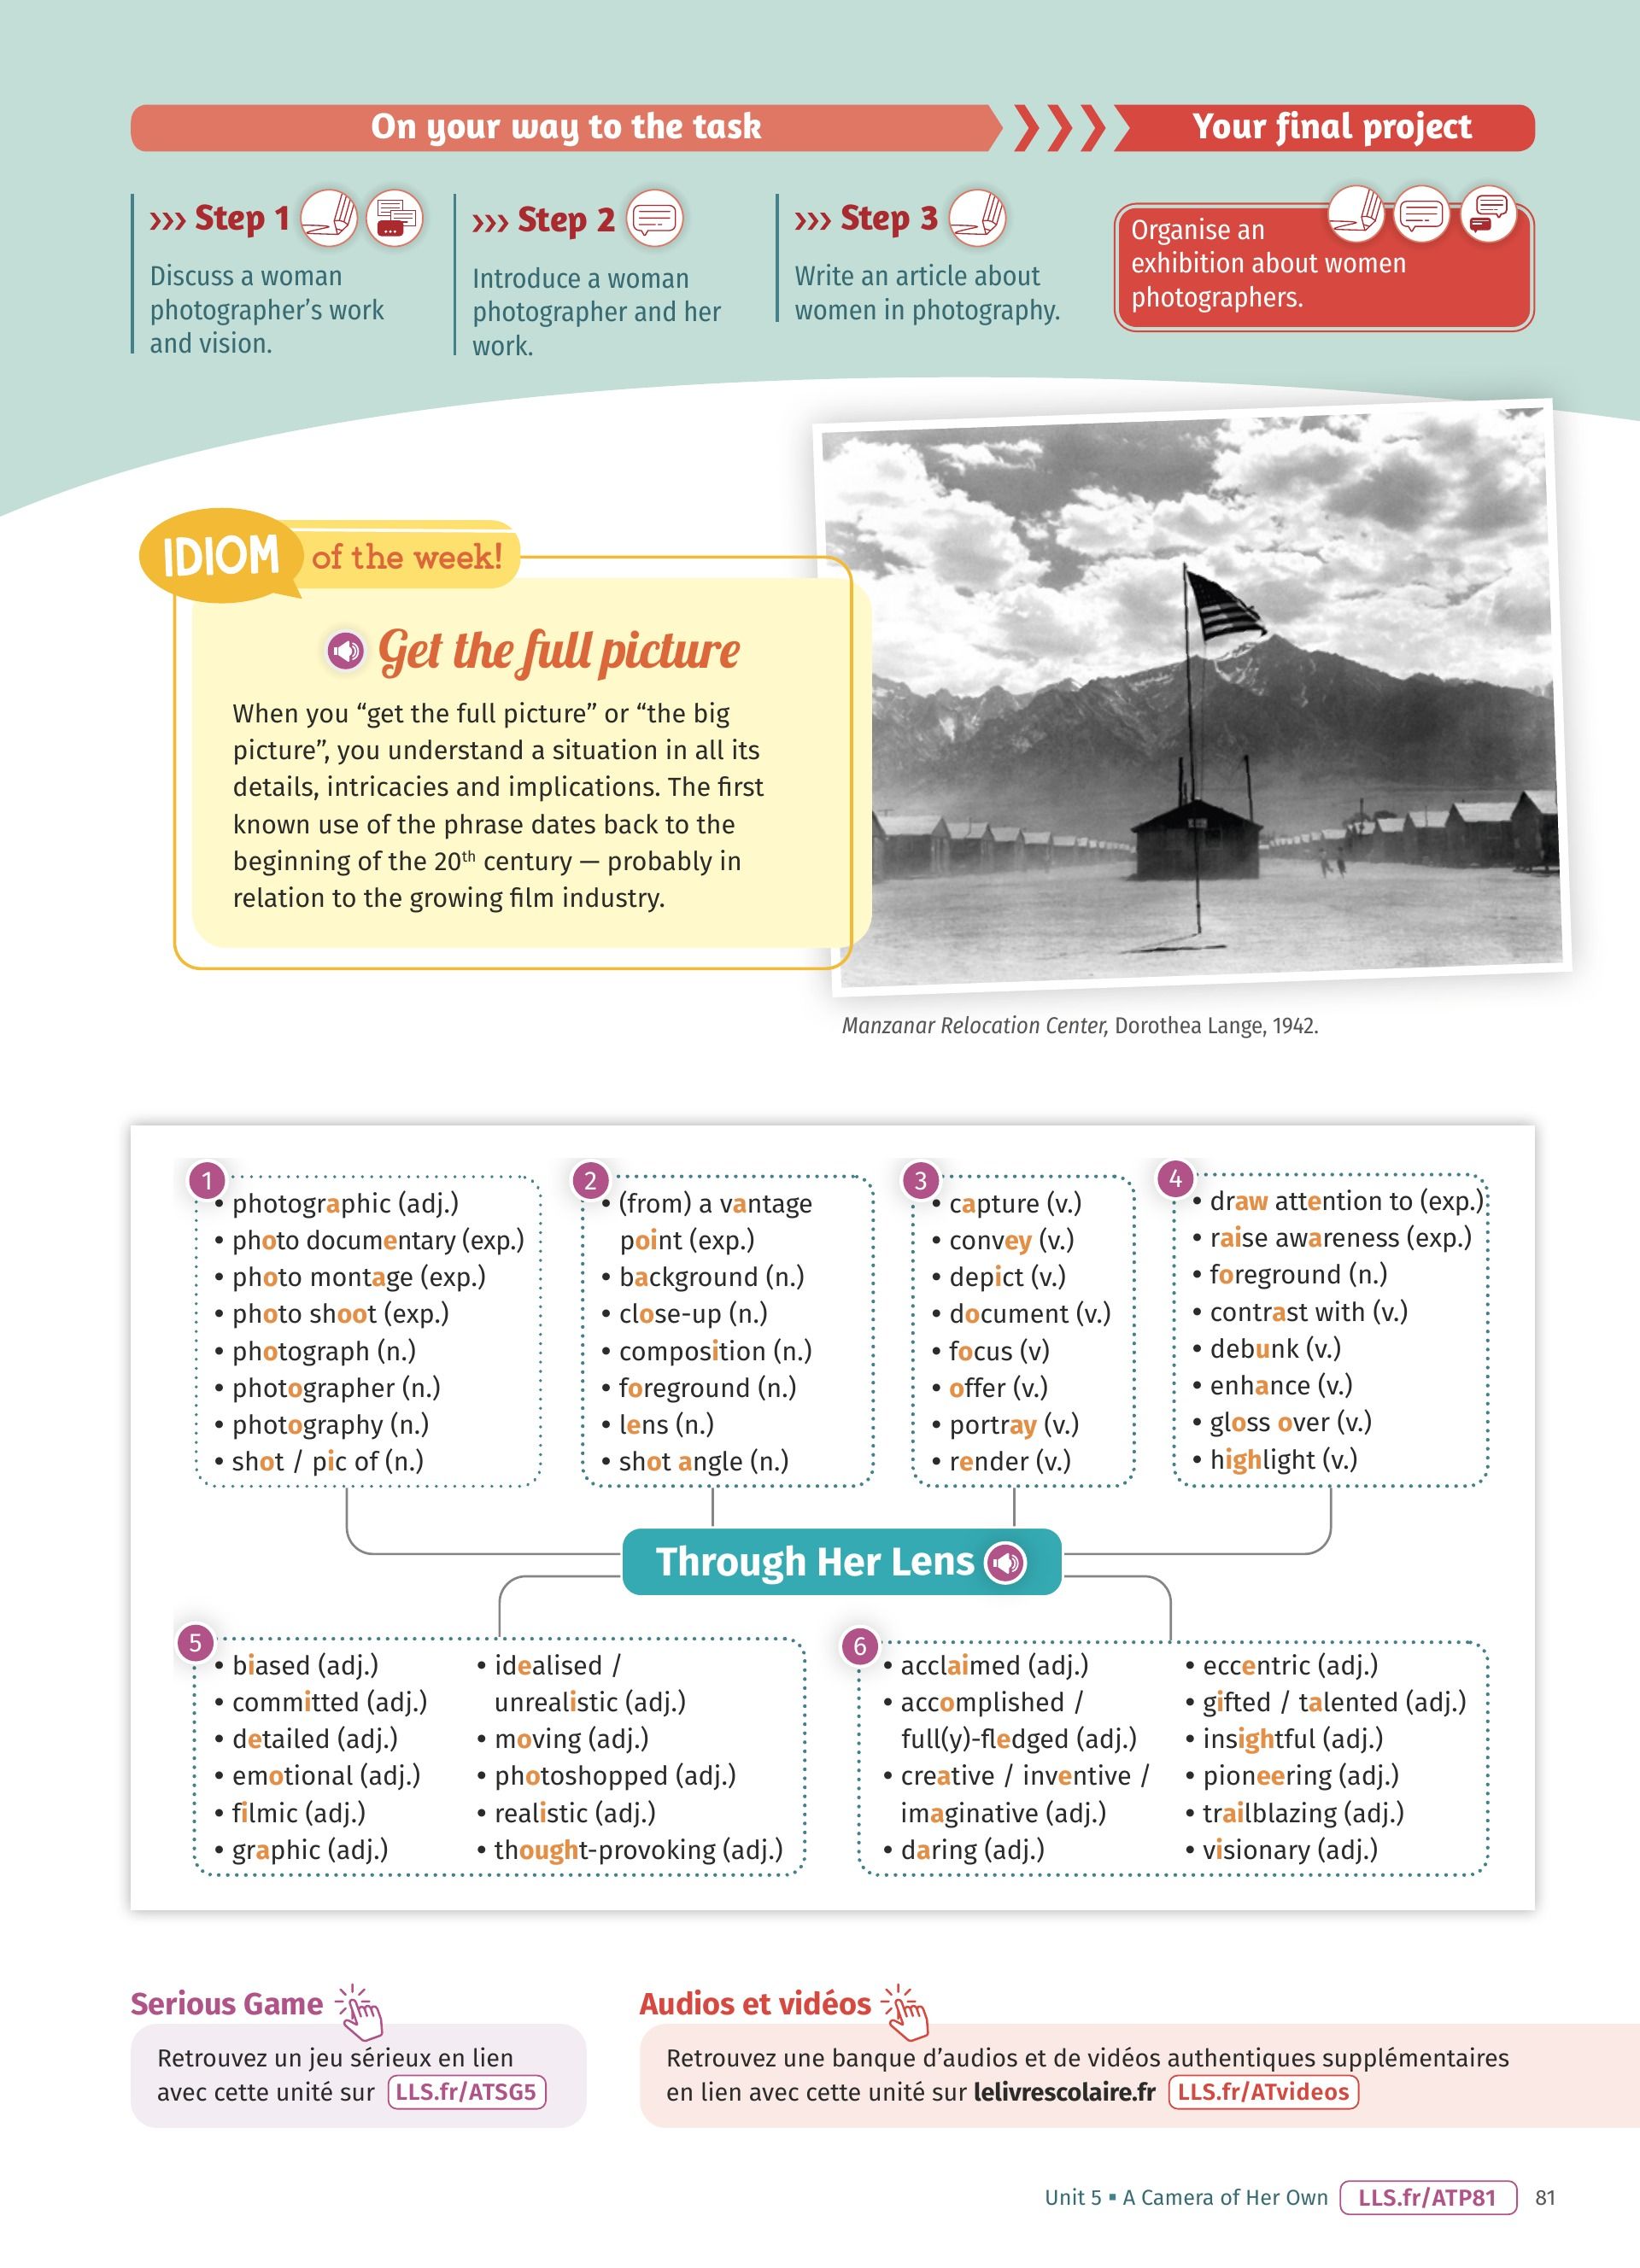 On your way to the task
Your final project
››› Step 1
Discuss a woman
photographer's work
and vision.
››› Step 2
Introduce a woman
photographer and her
work.
››› Step 3
Write an article about
women in photography.
Organise an
exhibition about women
photographers.
IDIOM of the week!
Get the full picture
When you “get the full picture” or “the big
picture”, you understand a situation in all its
details, intricacies and implications. The first
known use of the phrase dates back to the
beginning of the 20th century — probably in
relation to the growing film industry.
Manzanar Relocation Center, Dorothea Lange, 1942.
1
• photographic (adj.)
• photo documentary (exp.)
• photo montage (exp.)
• photo shoot (exp.)
• photograph (n.)
• photographer (n.)
• photography (n.)
• shot / pic of (n.)
2
• (from) a vantage
point (exp.)
• background (n.)
• close-up (n.)
• composition (n.)
• foreground (n.)
• lens (n.)
• shot angle (n.)
3
• capture (v.)
• convey (v.)
• depict (v.)
• document (v.)
• focus (v)
• offer (v.)
• portray (v.)
• render (v.)
4
• draw attention to (exp.)
• raise awareness (exp.)
• foreground (n.)
• contrast with (v.)
• debunk (v.)
• enhance (v.)
• gloss over (v.)
• highlight (v.)
Through Her Lens
5
• biased (adj.)
• committed (adj.)
• detailed (adj.)
• emotional (adj.)
• filmic (adj.)
• graphic (adj.)
• idealised /
unrealistic (adj.)
• moving (adj.)
• photoshopped (adj.)
• realistic (adj.)
• thought-provoking (adj.)
6
• acclaimed (adj.)
• accomplished /
full(y)-fledged (adj.)
• creative / inventive /
imaginative (adj.)
• daring (adj.)
• eccentric (adj.)
• gifted / talented (adj.)
• insightful (adj.)
• pioneering (adj.)
• trailblazing (adj.)
• visionary (adj.)
Serious Game
Retrouvez un jeu sérieux en lien
avec cette unité sur LLS.fr/ATSG5
Audios et vidéos
Retrouvez une banque d'audios et de vidéos authentiques supplémentaires
en lien avec cette unité sur lelivrescolaire.fr LLS.fr/ATvideos
Unit 5 ▪ A Camera of Her Own LLS.fr/ATP81 81